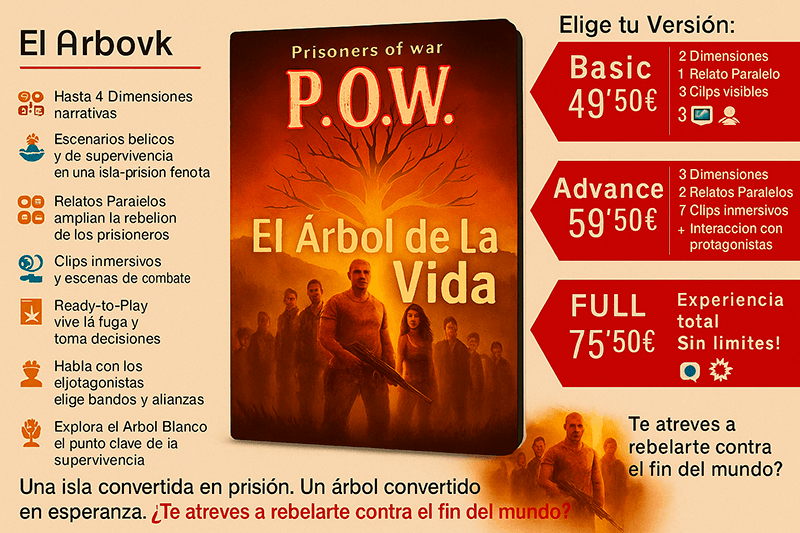 El Arbovk
Hasta 4 Dimensiones
narrativas
Escenarios belicos
y de supervivencia
en una isla-prision fenota
Relatos Paraielos
amplian la rebelion
de los prisioneros
Clips inmersivos
y escenas de combate
Ready-to-Play
vive lá fuga y
toma decisiones
Habla con los
eljotagonistas
elige bandos y alianzas
Explora el Arbol Blanco
el punto clave de ia
supervivencia
Prisoners of war
P.O.W.
El Árbol de La
Vida
Elige tu Versión:
Basic
49'50€
2 Dimensiones
1 Relato Paralelo
3 Cilps visibles
3
Advance
59'50€
3 Dimensiones
2 Relatos Paralelos
7 Clips inmersivos
+ Interaccion con
protagonistas
FULL
75'50€
Experiencia
total
Sin limites!
Te atreves a
rebelarte contra
el fin del mundo?
Una isla convertida en prisión. Un árbol convertido
en esperanza. ¿Te atreves a rebelarte contra el fin del mundo?